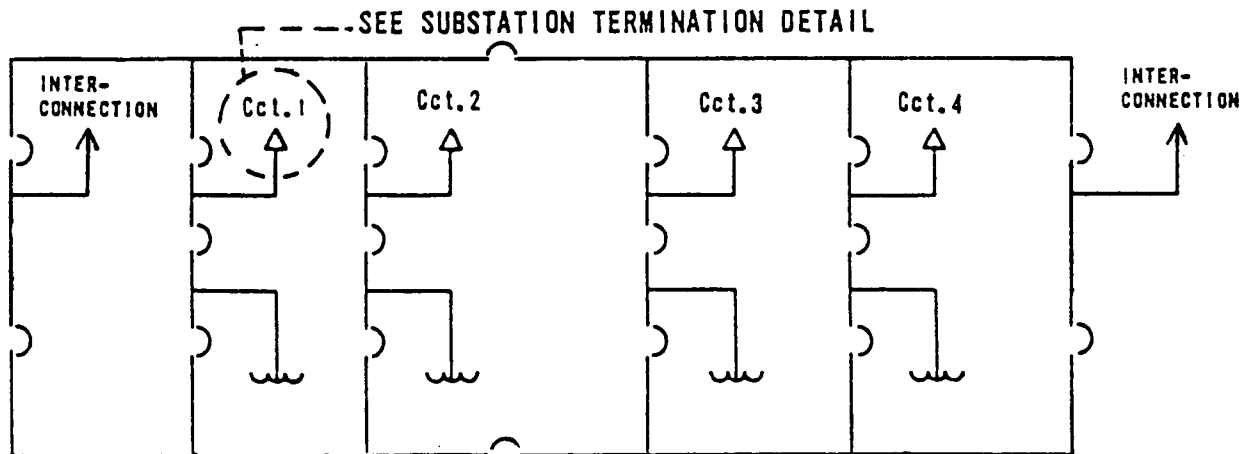 SEE SUBSTATION TERMINATION DETAIL
INTER-
CONNECTION
Cct.1
Cct.2
Cct.3
Cct.4
INTER-
CONNECTION